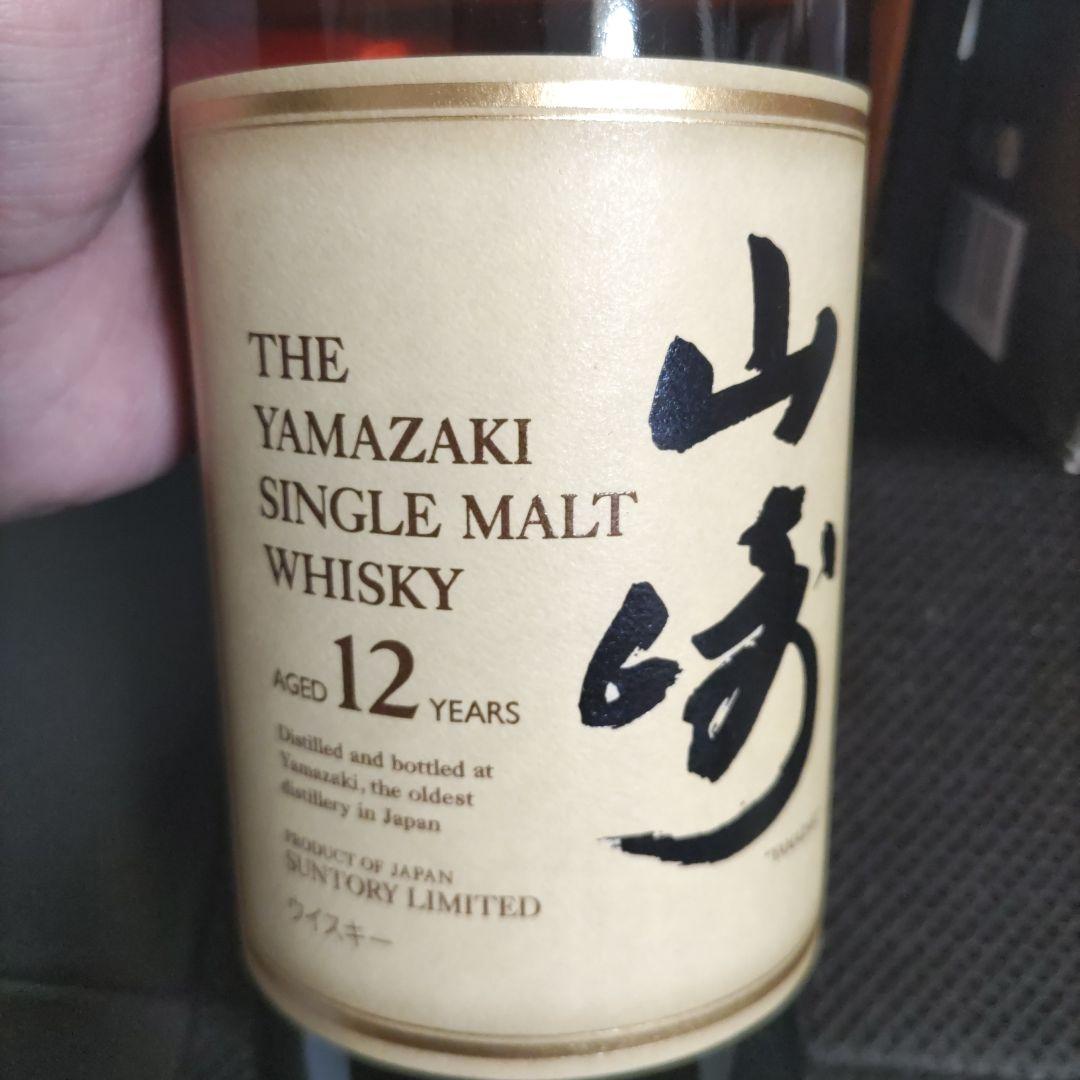 THE
YAMAZAKI
SINGLE MALT
WHISKY
AGED 12 YEARS
Distilled and bottled at
Yamazaki, the oldest
distillery in Japan
PRODUCT OF JAPAN
SUNTORY LIMITED
ウイスキー
山崎
"YAMAZAKI"